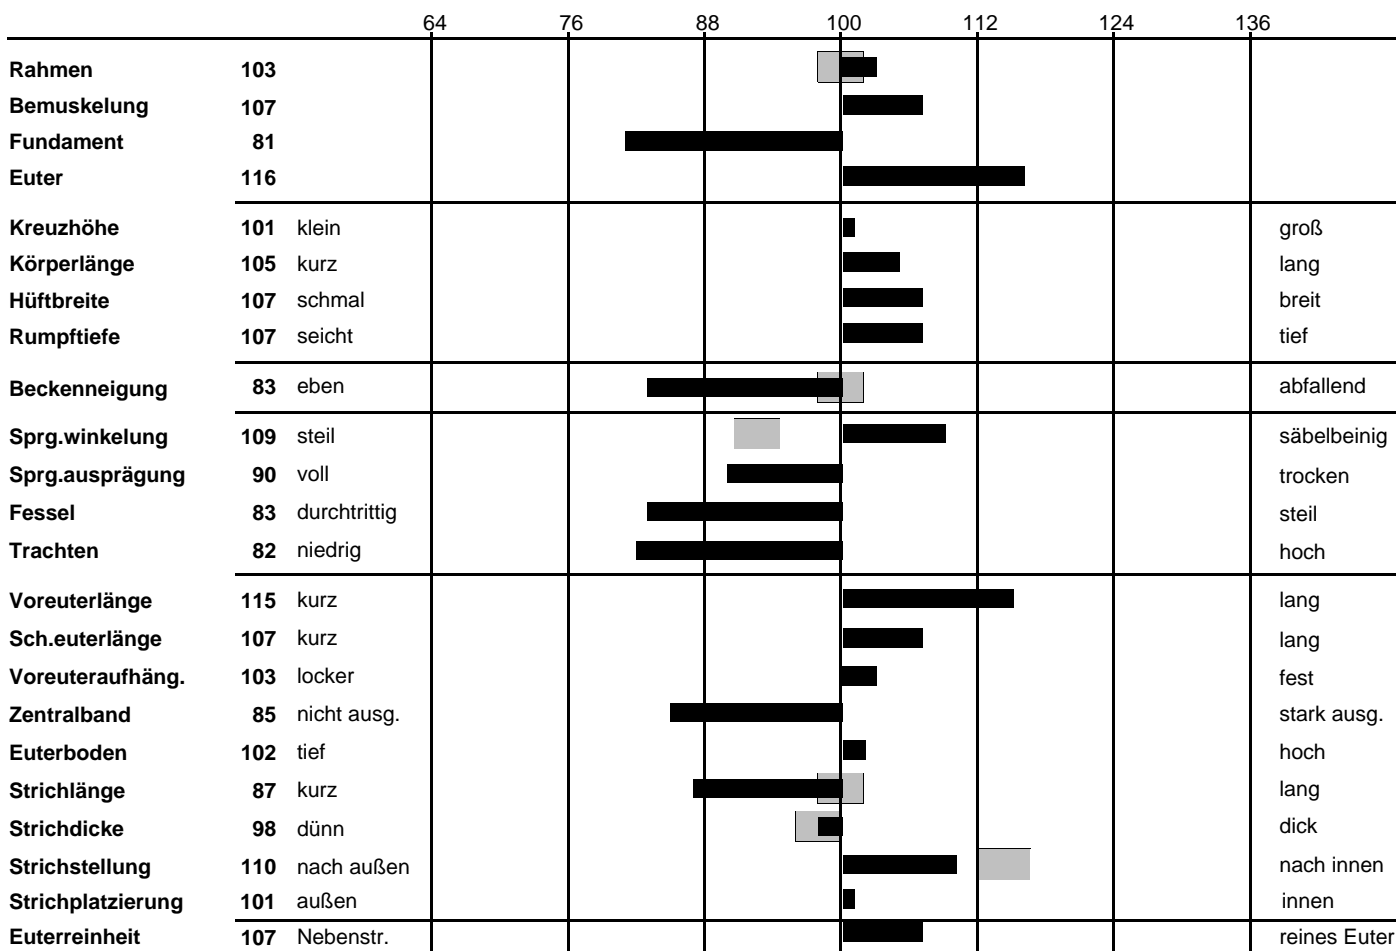 64 76 88 100 112 124 136
Rahmen 103
Bemuskelung 107
Fundament 81
Euter 116
Kreuzhöhe 101 klein groß
Körperlänge 105 kurz lang
Hüftbreite 107 schmal breit
Rumpftiefe 107 seicht tief
Beckenneigung 83 eben abfallend
Sprg.winkelung 109 steil säbelbeinig
Sprg.ausprägung 90 voll trocken
Fessel 83 durchtrittig steil
Trachten 82 niedrig hoch
Voreuterlänge 115 kurz lang
Sch.euterlänge 107 kurz lang
Voreuteraufhäng. 103 locker fest
Zentralband 85 nicht ausg. stark ausg.
Euterboden 102 tief hoch
Strichlänge 87 kurz lang
Strichdicke 98 dünn dick
Strichstellung 110 nach außen nach innen
Strichplatzierung 101 außen innen
Euterreinheit 107 Nebenstr. reines Euter